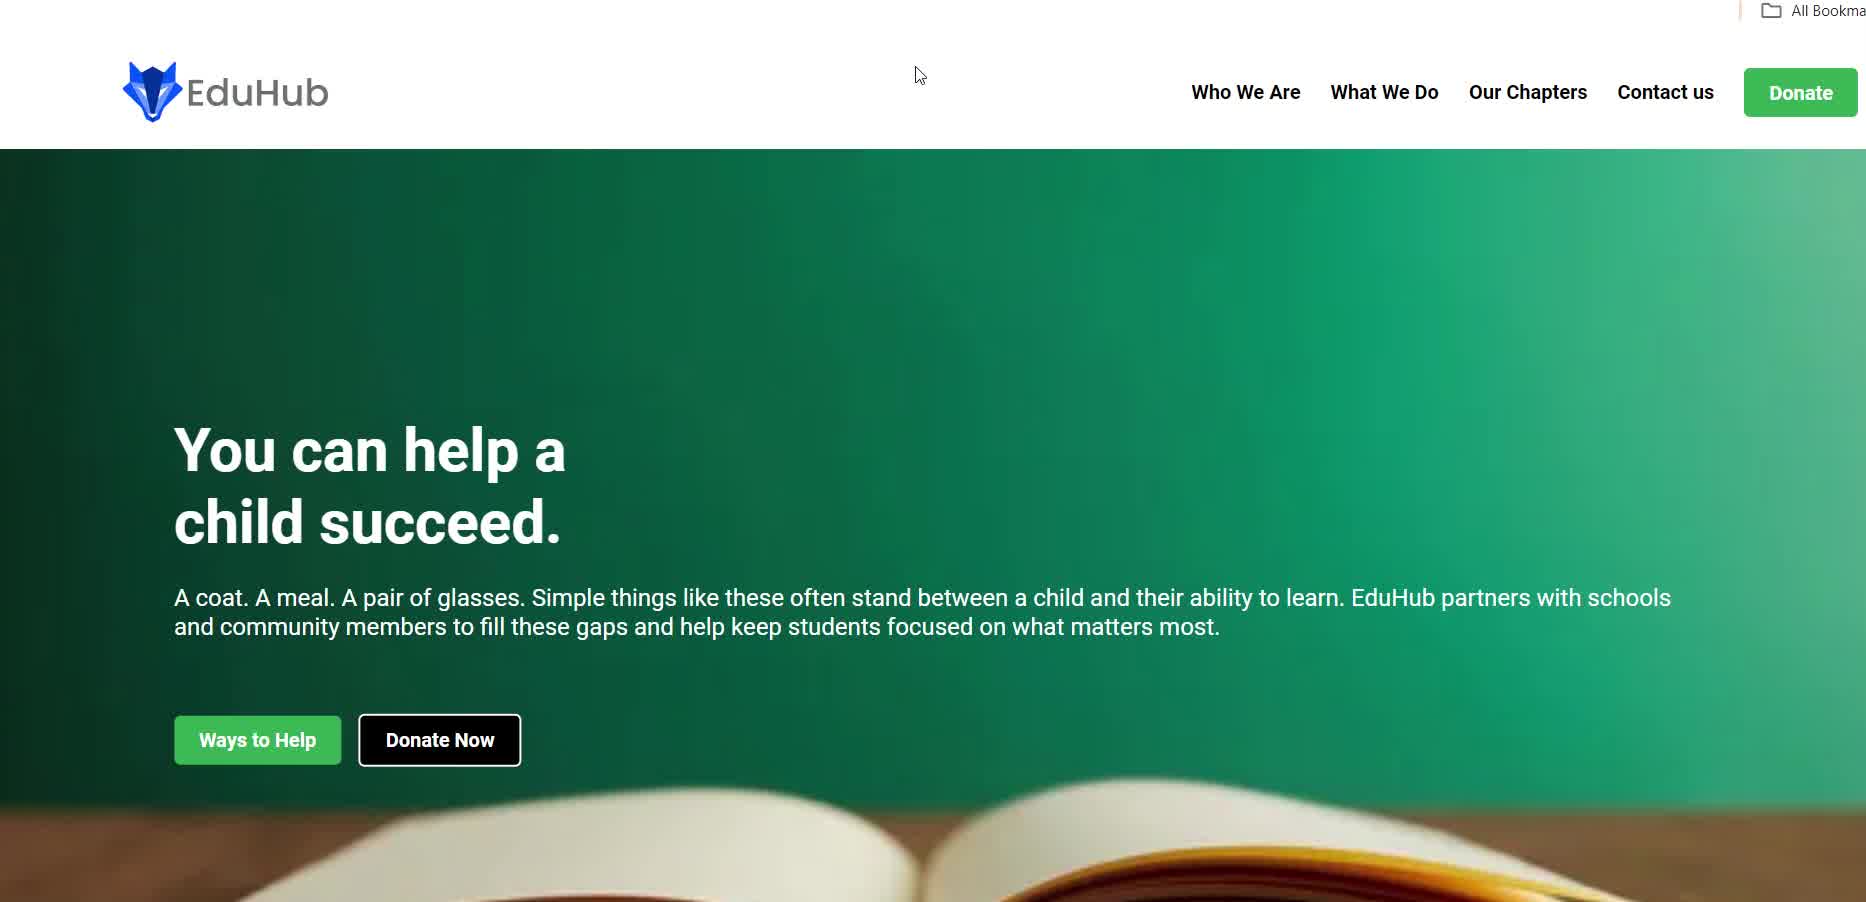 All Bookma
EduHub
Who We Are What We Do Our Chapters Contact us Donate
You can help a
child succeed.
A coat. A meal. A pair of glasses. Simple things like these often stand between a child and their ability to learn. EduHub partners with schools
and community members to fill these gaps and help keep students focused on what matters most.
Ways to Help Donate Now